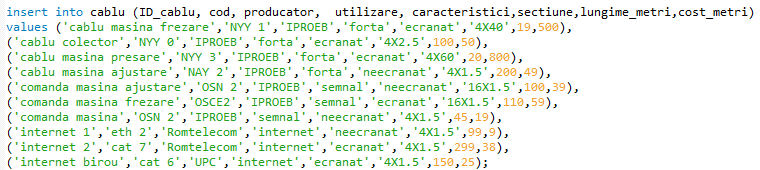 insert into cablu (ID_cablu, cod, producator,  utilizare, caracteristici,sectiune,lungime_metri,cost_metri)
values ('cablu masina frezare','NYY 1','IPROEB','forta','ecranat','4X40',19,500),
('cablu colector','NYY 0','IPROEB','forta','ecranat','4X2.5',100,50),
('cablu masina presare','NYY 3','IPROEB','forta','ecranat','4X60',20,800),
('cablu masina ajustare','NAY 2','IPROEB','forta','neecranat','4X1.5',200,49),
('comanda masina ajustare','OSN 2','IPROEB','semnal','neecranat','16X1.5',100,39),
('comanda masina frezare','OSCE2','IPROEB','semnal','ecranat','16X1.5',110,59),
('comanda masina','OSN 2','IPROEB','semnal','neecranat','4X1.5',45,19),
('internet 1','eth 2','Romtelecom','internet','neecranat','4X1.5',99,9),
('internet 2','cat 7','Romtelecom','internet','ecranat','4X1.5',299,38),
('internet birou','cat 6','UPC','internet','ecranat','4X1.5',150,25);